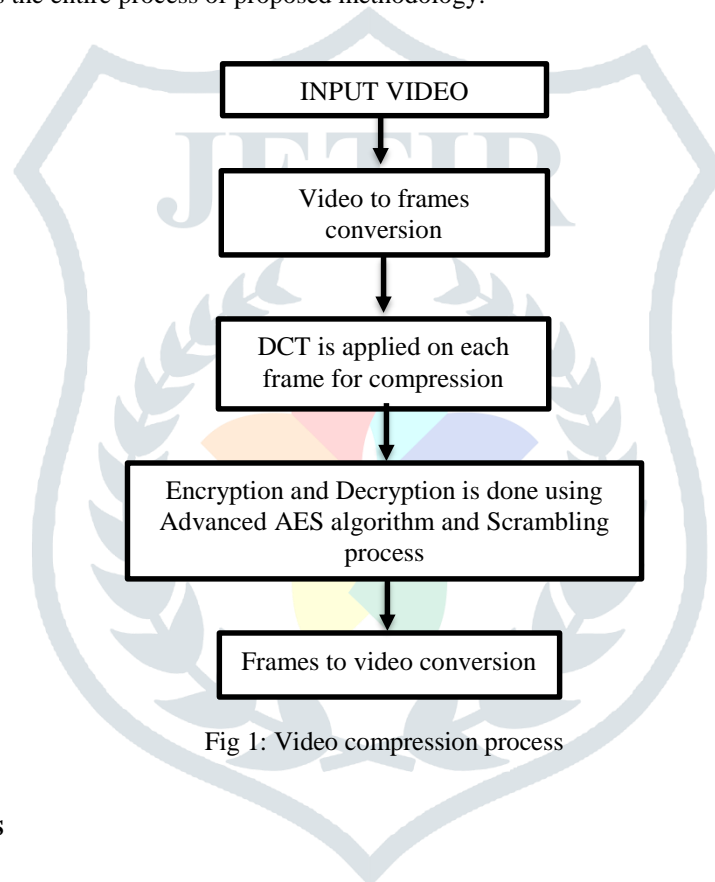 the entire process of proposed methodology.
JETIR
INPUT VIDEO
Video to frames
conversion
DCT is applied on each
frame for compression
Encryption and Decryption is done using
Advanced AES algorithm and Scrambling
process
Frames to video conversion
Fig 1: Video compression process